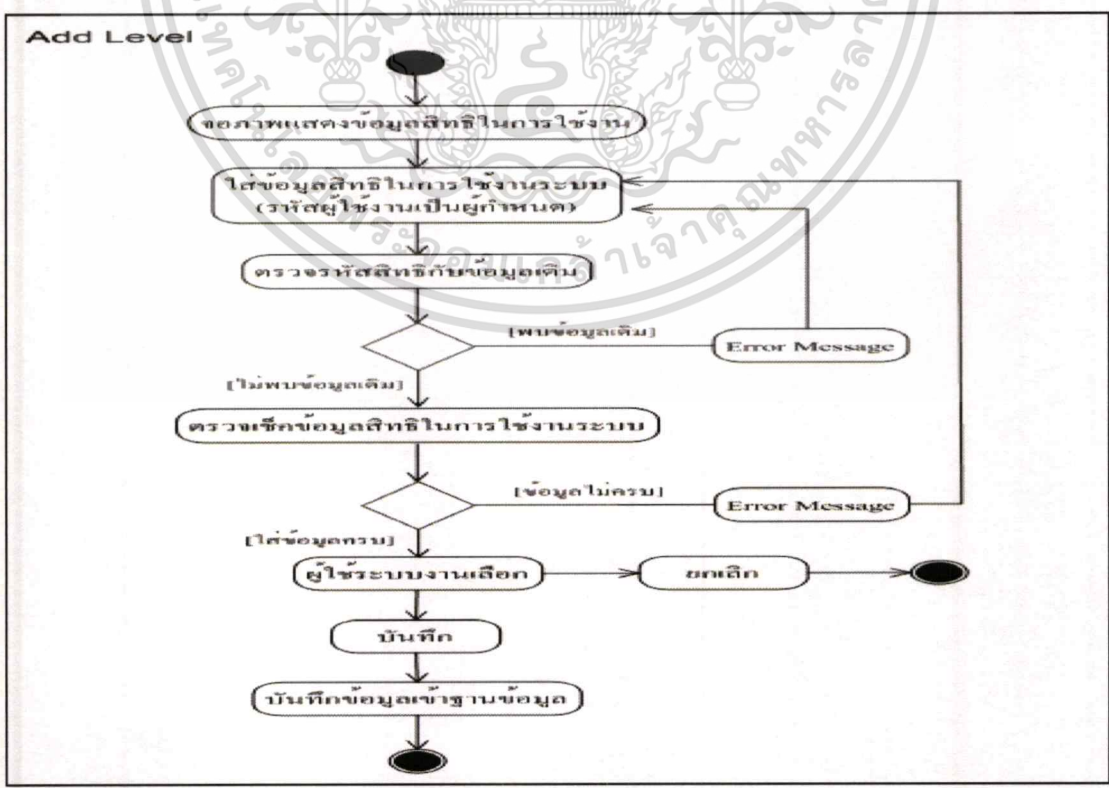 Add Level
จอภาพแสดงข้อมูลสิทธิในการใช้งาน
ใส่ข้อมูลสิทธิในการใช้งานระบบ
(รหัสผู้ใช้งานเป็นผู้กำหนด)
ตรวจรหัสสิทธิกับข้อมูลเดิม
[พบข้อมูลเดิม]
Error Message
[ไม่พบข้อมูลเดิม]
ตรวจเช็กข้อมูลสิทธิในการใช้งานระบบ
[ข้อมูลไม่ครบ]
Error Message
[ใส่ข้อมูลครบ]
ผู้ใช้ระบบงานเลือก
ยกเลิก
บันทึก
บันทึกข้อมูลเข้าฐานข้อมูล